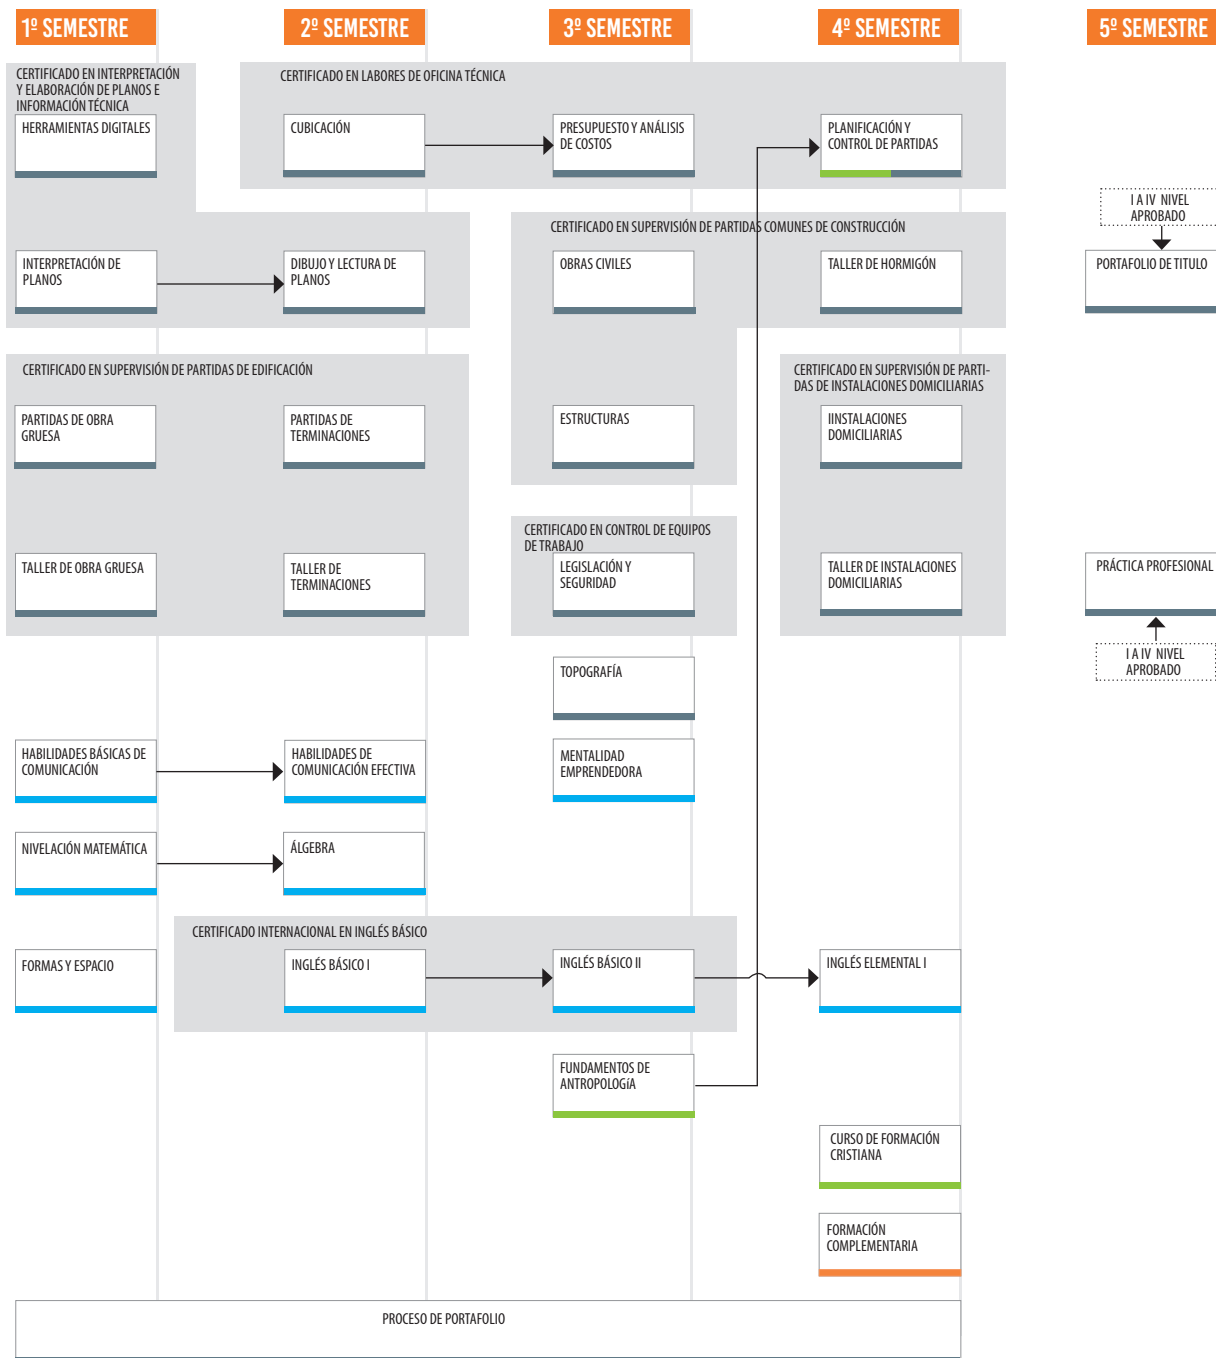 1º SEMESTRE
2º SEMESTRE
3º SEMESTRE
4º SEMESTRE
5º SEMESTRE
CERTIFICADO EN INTERPRETACIÓN
Y ELABORACIÓN DE PLANOS E
INFORMACIÓN TÉCNICA
CERTIFICADO EN LABORES DE OFICINA TÉCNICA
HERRAMIENTAS DIGITALES
CUBICACIÓN
PRESUPUESTO Y ANÁLISIS
DE COSTOS
PLANIFICACIÓN Y
CONTROL DE PARTIDAS
I A IV NIVEL
APROBADO
CERTIFICADO EN SUPERVISIÓN DE PARTIDAS COMUNES DE CONSTRUCCIÓN
INTERPRETACIÓN DE
PLANOS
DIBUJO Y LECTURA DE
PLANOS
OBRAS CIVILES
TALLER DE HORMIGÓN
PORTAFOLIO DE TITULO
CERTIFICADO EN SUPERVISIÓN DE PARTIDAS DE EDIFICACIÓN
CERTIFICADO EN SUPERVISIÓN DE PARTI-
DAS DE INSTALACIONES DOMICILIARIAS
PARTIDAS DE OBRA
GRUESA
PARTIDAS DE
TERMINACIONES
ESTRUCTURAS
IINSTALACIONES
DOMICILIARIAS
CERTIFICADO EN CONTROL DE EQUIPOS
DE TRABAJO
TALLER DE OBRA GRUESA
TALLER DE
TERMINACIONES
LEGISLACIÓN Y
SEGURIDAD
TALLER DE INSTALACIONES
DOMICILIARIAS
PRÁCTICA PROFESIONAL
I A IV NIVEL
APROBADO
TOPOGRAFÍA
HABILIDADES BÁSICAS DE
COMUNICACIÓN
HABILIDADES DE
COMUNICACIÓN EFECTIVA
MENTALIDAD
EMPRENDEDORA
NIVELACIÓN MATEMÁTICA
ÁLGEBRA
CERTIFICADO INTERNACIONAL EN INGLÉS BÁSICO
FORMAS Y ESPACIO
INGLÉS BÁSICO I
INGLÉS BÁSICO II
INGLÉS ELEMENTAL I
FUNDAMENTOS DE
ANTROPOLOGíA
CURSO DE FORMACIÓN
CRISTIANA
FORMACIÓN
COMPLEMENTARIA
PROCESO DE PORTAFOLIO